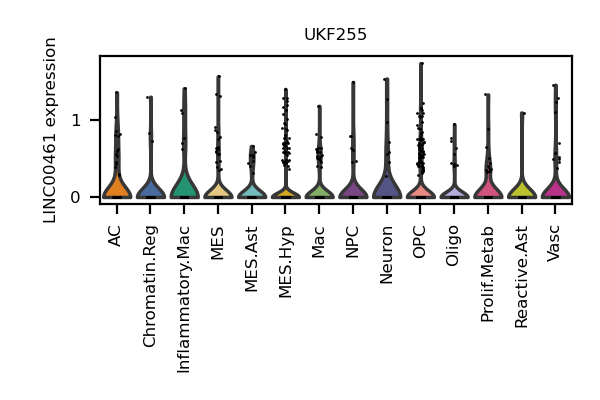 UKF255
LINC00461 expression
1
0
AC
Chromatin.Reg
Inflammatory.Mac
MES
MES.Ast
MES.Hyp
Mac
NPC
Neuron
OPC
Oligo
Prolif.Metab
Reactive.Ast
Vasc